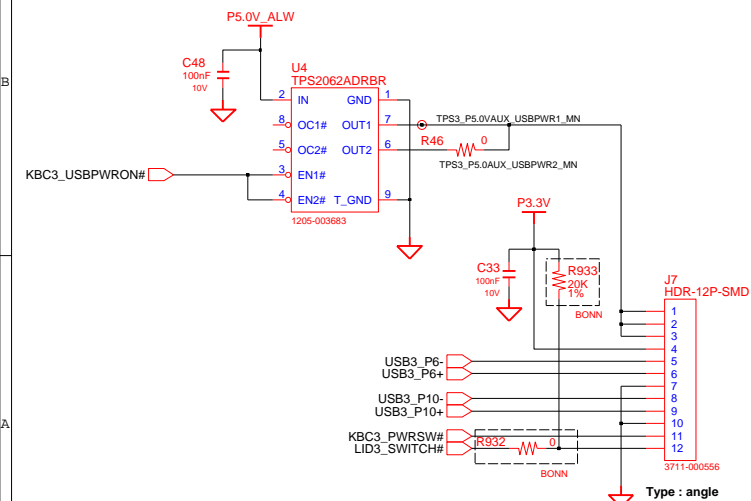 P5.0V_ALW
B
C48
100nF
10V
U4
TPS2062ADRBR
2 IN GND 1
8 OC1# OUT1 7
5 OC2# OUT2 6
3 EN1#
4 EN2# T_GND 9
1205-003683
KBC3_USBPWRON#
TPS3_P5.0VAUX_USBPWR1_MN
R46 0
TPS3_P5.0AUX_USBPWR2_MN
P3.3V
C33
100nF
10V
R933
20K
1%
BONN
J7
HDR-12P-SMD
1
2
3
4
USB3_P6- 5
USB3_P6+ 6
7
USB3_P10- 8
USB3_P10+ 9
10
A
KBC3_PWRSW# 11
LID3_SWITCH# R932 0 12
BONN
3711-000556
Type : angle